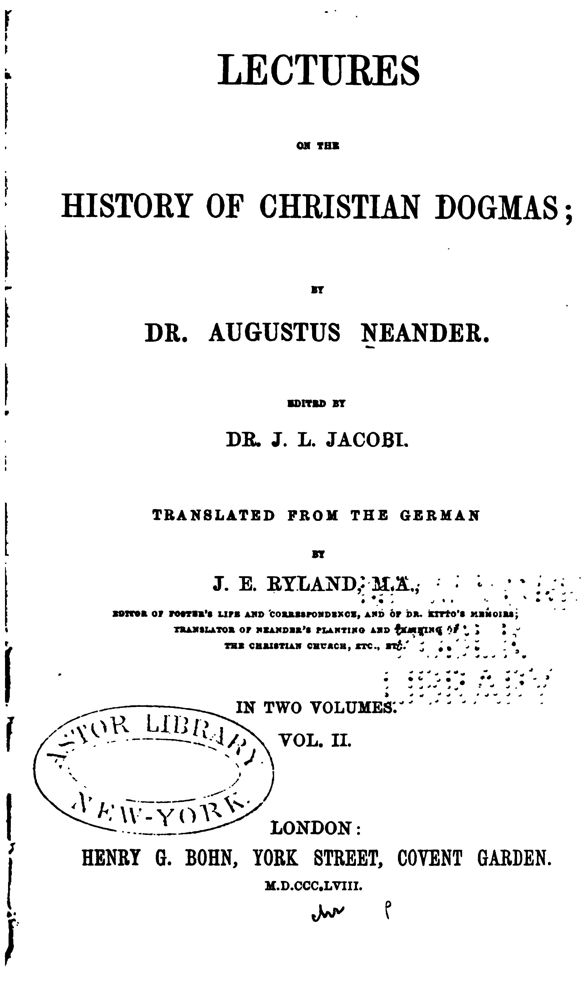 LECTURES
ON THE
HISTORY OF CHRISTIAN DOGMAS;
BY
DR. AUGUSTUS NEANDER.
EDITED BY
DR. J. L. JACOBI.
TRANSLATED FROM THE GERMAN
BY
J. E. RYLAND, M.A.,
EDITOR OF FOSTER'S LIFE AND CORRESPONDENCE, AND OF DR. KITTO'S MEMOIRS;
TRANSLATOR OF NEANDER'S PLANTING AND TRAINING OF
THE CHRISTIAN CHURCH, ETC., ETC.
PUBLIC
LIBRARY
IN TWO VOLUMES.
VOL. II.
ASTOR LIBRARY
NEW-YORK.
LONDON:
HENRY G. BOHN, YORK STREET, COVENT GARDEN.
M.D.CCC.LVIII.